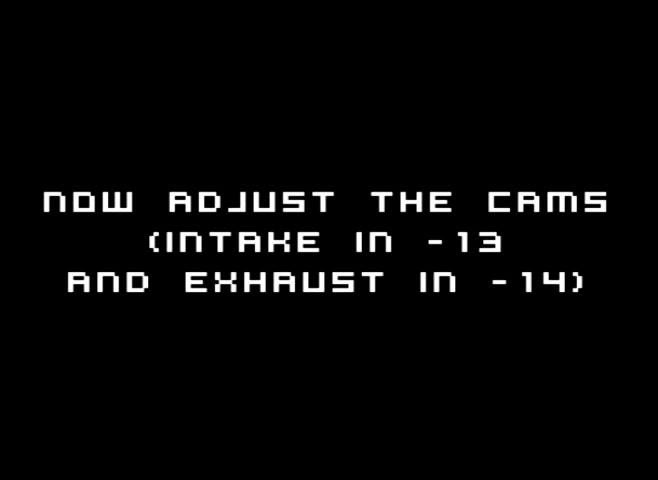 NOW ADJUST THE CAMS
(INTAKE IN -13
AND EXHAUST IN -14)